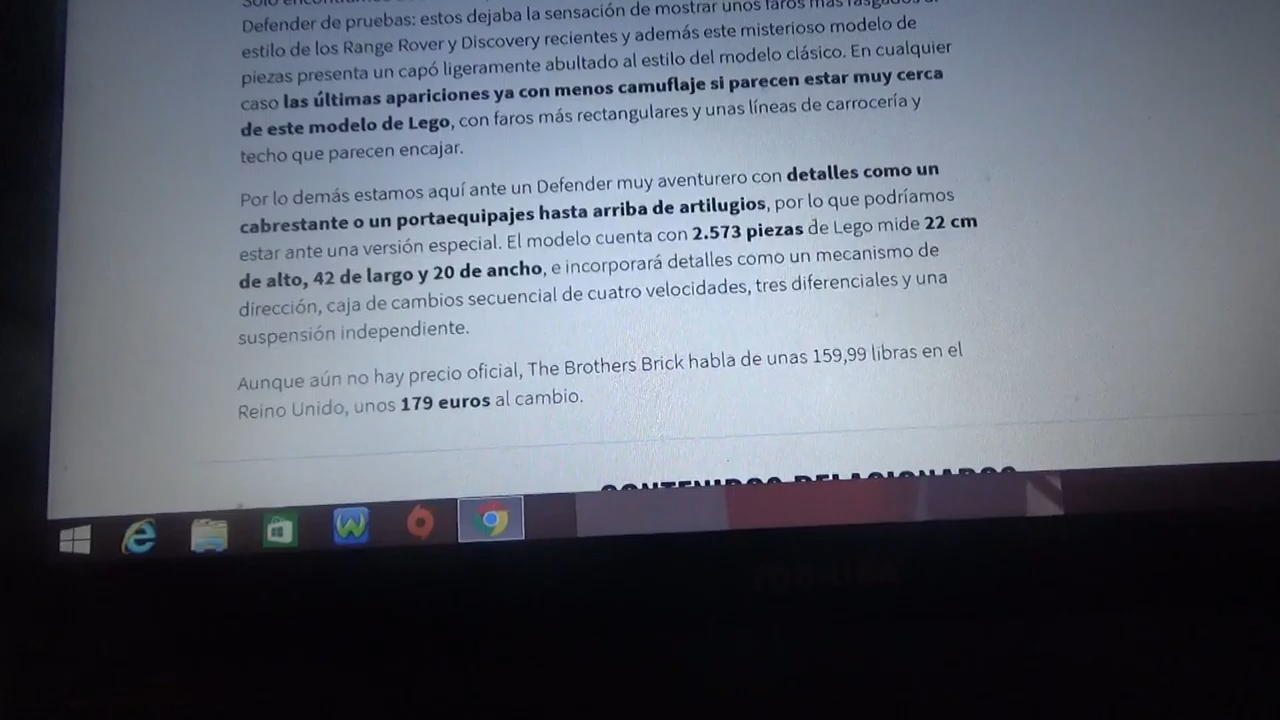 Defender de pruebas: estos dejaba la sensación de mostrar unos faros más rasgados al
estilo de los Range Rover y Discovery recientes y además este misterioso modelo de
piezas presenta un capó ligeramente abultado al estilo del modelo clásico. En cualquier
caso las últimas apariciones ya con menos camuflaje si parecen estar muy cerca
de este modelo de Lego, con faros más rectangulares y unas líneas de carrocería y
techo que parecen encajar.
Por lo demás estamos aquí ante un Defender muy aventurero con detalles como un
cabrestante o un portaequipajes hasta arriba de artilugios, por lo que podríamos
estar ante una versión especial. El modelo cuenta con 2.573 piezas de Lego mide 22 cm
de alto, 42 de largo y 20 de ancho, e incorporará detalles como un mecanismo de
dirección, caja de cambios secuencial de cuatro velocidades, tres diferenciales y una
suspensión independiente.
Aunque aún no hay precio oficial, The Brothers Brick habla de unas 159,99 libras en el
Reino Unido, unos 179 euros al cambio.
CONTENIDOS RELACIONADOS